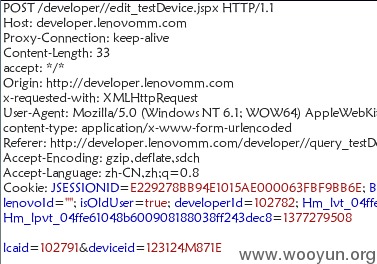 POST /developer//edit_testDevice.jspx HTTP/1.1
Host: developer.lenovomm.com
Proxy-Connection: keep-alive
Content-Length: 33
accept: */*
Origin: http://developer.lenovomm.com
x-requested-with: XMLHttpRequest
User-Agent: Mozilla/5.0 (Windows NT 6.1; WOW64) AppleWebKi
content-type: application/x-www-form-urlencoded
Referer: http://developer.lenovomm.com/developer//query_testD
Accept-Encoding: gzip,deflate,sdch
Accept-Language: zh-CN,zh;q=0.8
Cookie: JSESSIONID=E229278BB94E1015AE000063FBF9BB6E; B
lenovoId=""; isOldUser=true; developerId=102782; Hm_lvt_04ffe
Hm_lpvt_04ffe61048b600908188038ff243dec8=1377279508
lcaid=102791&deviceid=123124M871E
www.wooyun.org